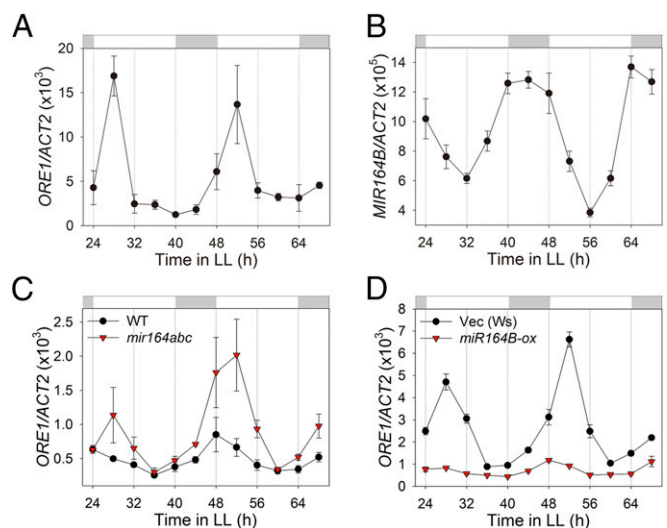 A
ORE1/ACT2 (x10³)
20
15
10
5
0
24 32 40 48 56 64
Time in LL (h)
B
MIR164B/ACT2 (x10⁵)
14
12
10
8
6
4
24 32 40 48 56 64
Time in LL (h)
C
WT
mir164abc
ORE1/ACT2 (x10³)
2.5
2.0
1.5
1.0
0.5
24 32 40 48 56 64
Time in LL (h)
D
Vec (Ws)
miR164B-ox
ORE1/ACT2 (x10³)
8
7
6
5
4
3
2
1
0
24 32 40 48 56 64
Time in LL (h)